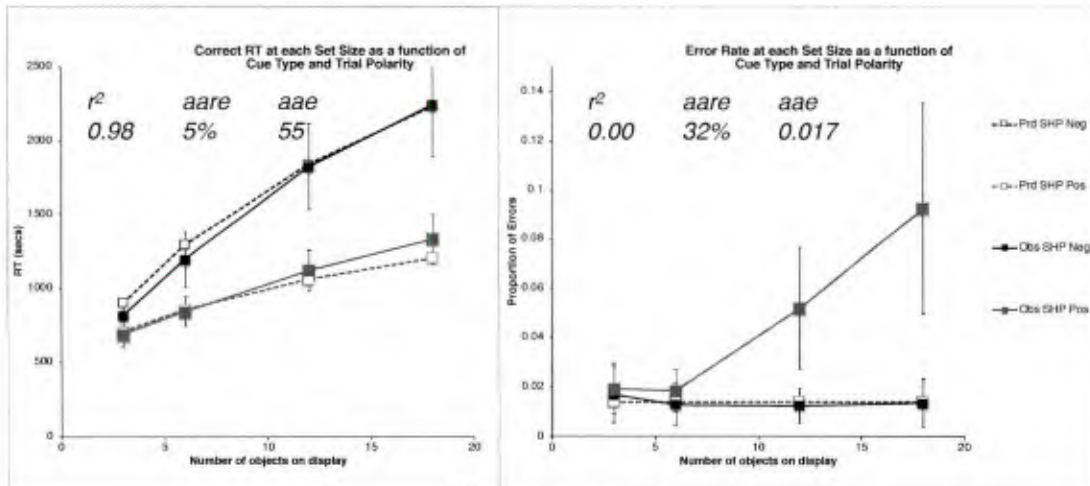 Correct RT at each Set Size as a function of
Cue Type and Trial Polarity
r² aare aae
0.98 5% 55
2500
2000
1500
1000
500
0
RT (secs)
0 5 10 15 20
Number of objects on display
Error Rate at each Set Size as a function of
Cue Type and Trial Polarity
r² aare aae
0.00 32% 0.017
0.14
0.12
0.1
0.08
0.06
0.04
0.02
0
Proportion of Errors
0 5 10 15 20
Number of objects on display
Prd SHP Neg
Prd SHP Pos
Obs SHP Neg
Obs SHP Pos